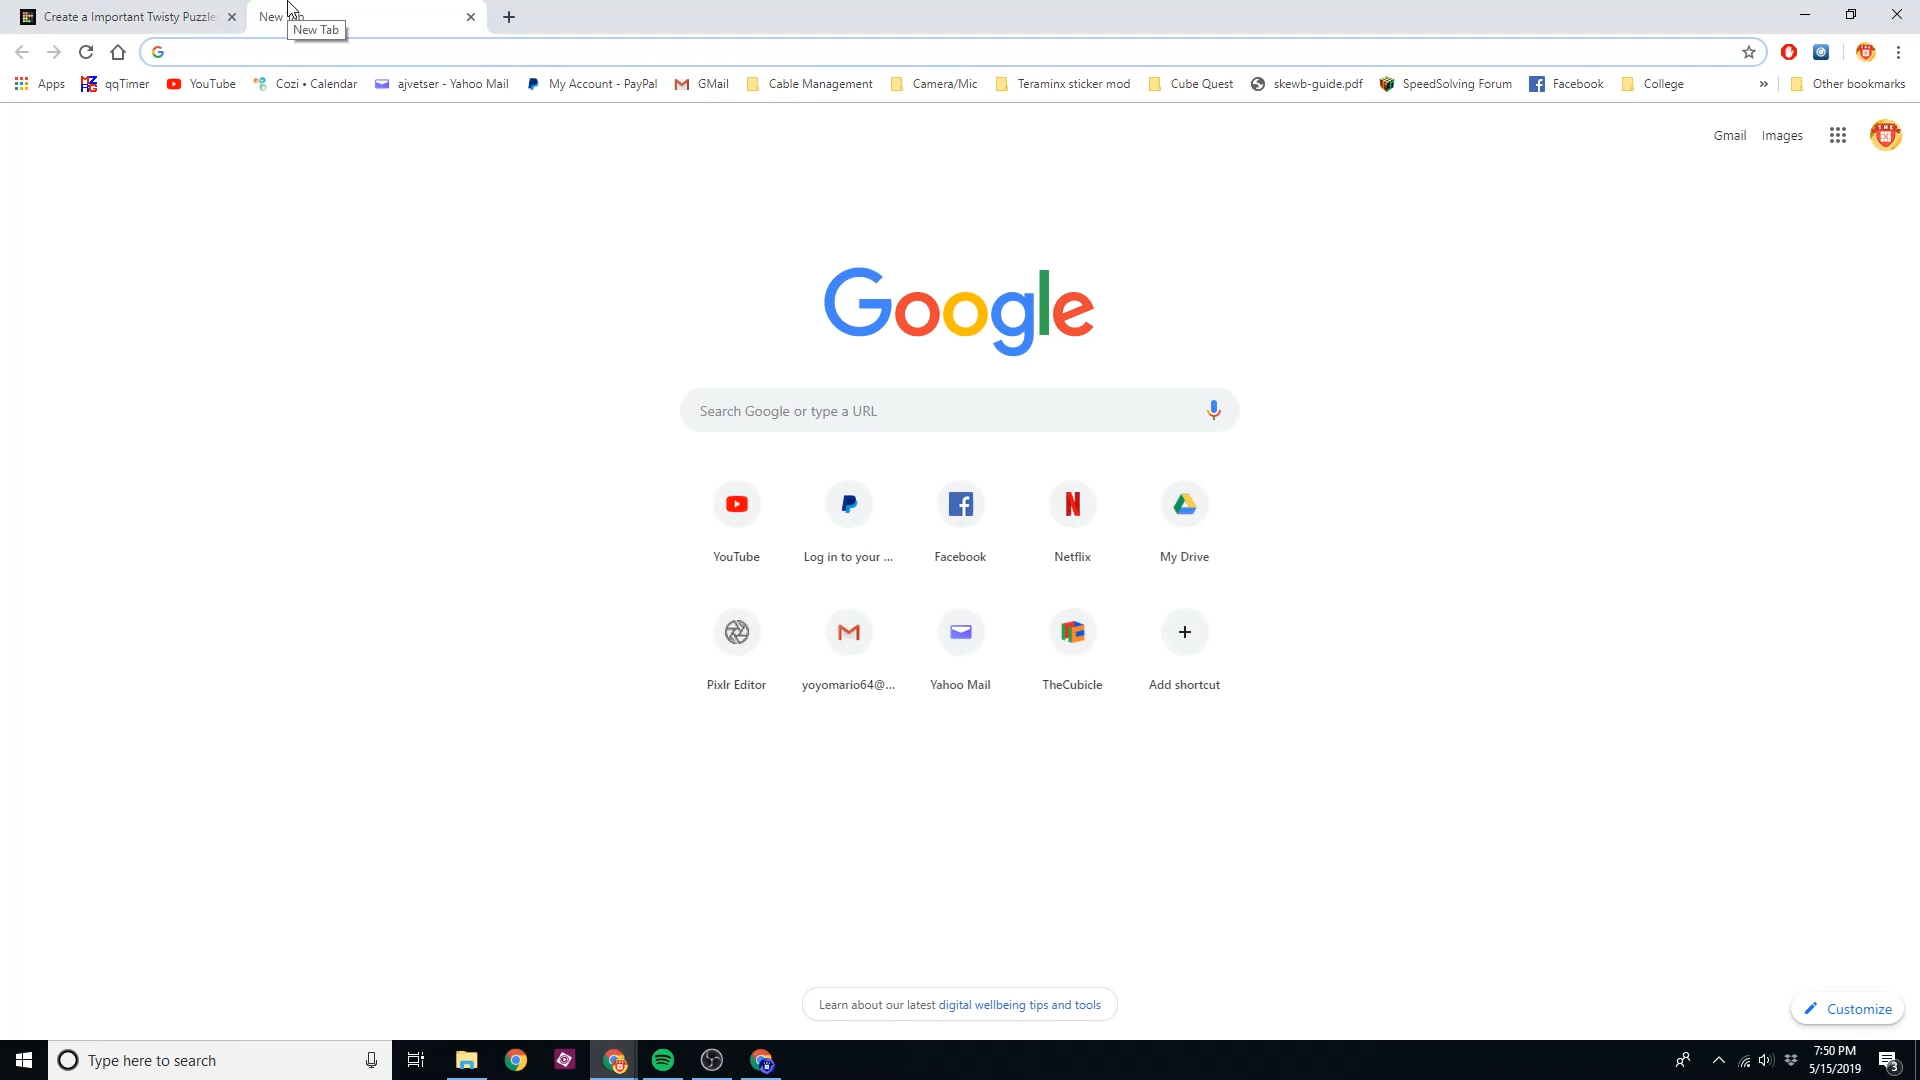 Create a Important Twisty Puzzle
New Tab
New Tab
Apps
qqTimer
YouTube
Cozi • Calendar
ajvetser - Yahoo Mail
My Account - PayPal
GMail
Cable Management
Camera/Mic
Teraminx sticker mod
Cube Quest
skewb-guide.pdf
SpeedSolving Forum
Facebook
College
»
Other bookmarks
Gmail
Images
Google
Search Google or type a URL
YouTube
Log in to your ...
Facebook
Netflix
My Drive
Pixlr Editor
yoyomario64@...
Yahoo Mail
TheCubicle
Add shortcut
Learn about our latest digital wellbeing tips and tools
Customize
Type here to search
7:50 PM
5/15/2019
3